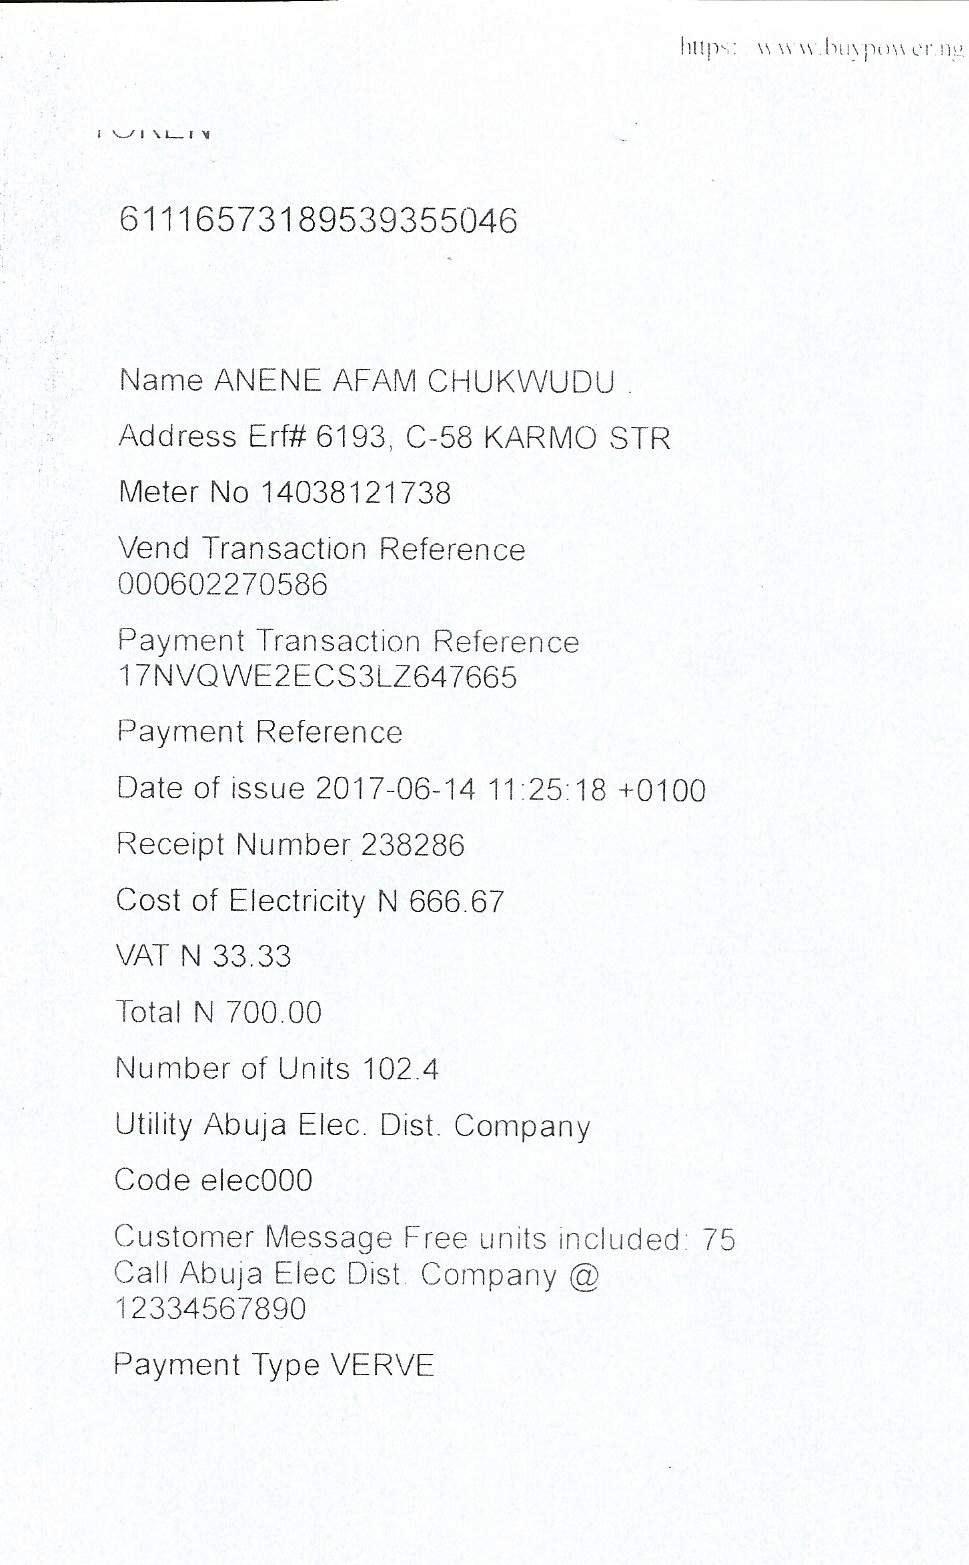 https: www.buypower.ng
TOKEN
61116573189539355046
Name ANENE AFAM CHUKWUDU .
Address Erf# 6193, C-58 KARMO STR
Meter No 14038121738
Vend Transaction Reference
000602270586
Payment Transaction Reference
17NVQWE2ECS3LZ647665
Payment Reference
Date of issue 2017-06-14 11:25:18 +0100
Receipt Number 238286
Cost of Electricity N 666.67
VAT N 33.33
Total N 700.00
Number of Units 102.4
Utility Abuja Elec. Dist. Company
Code elec000
Customer Message Free units included: 75
Call Abuja Elec Dist. Company @
12334567890
Payment Type VERVE